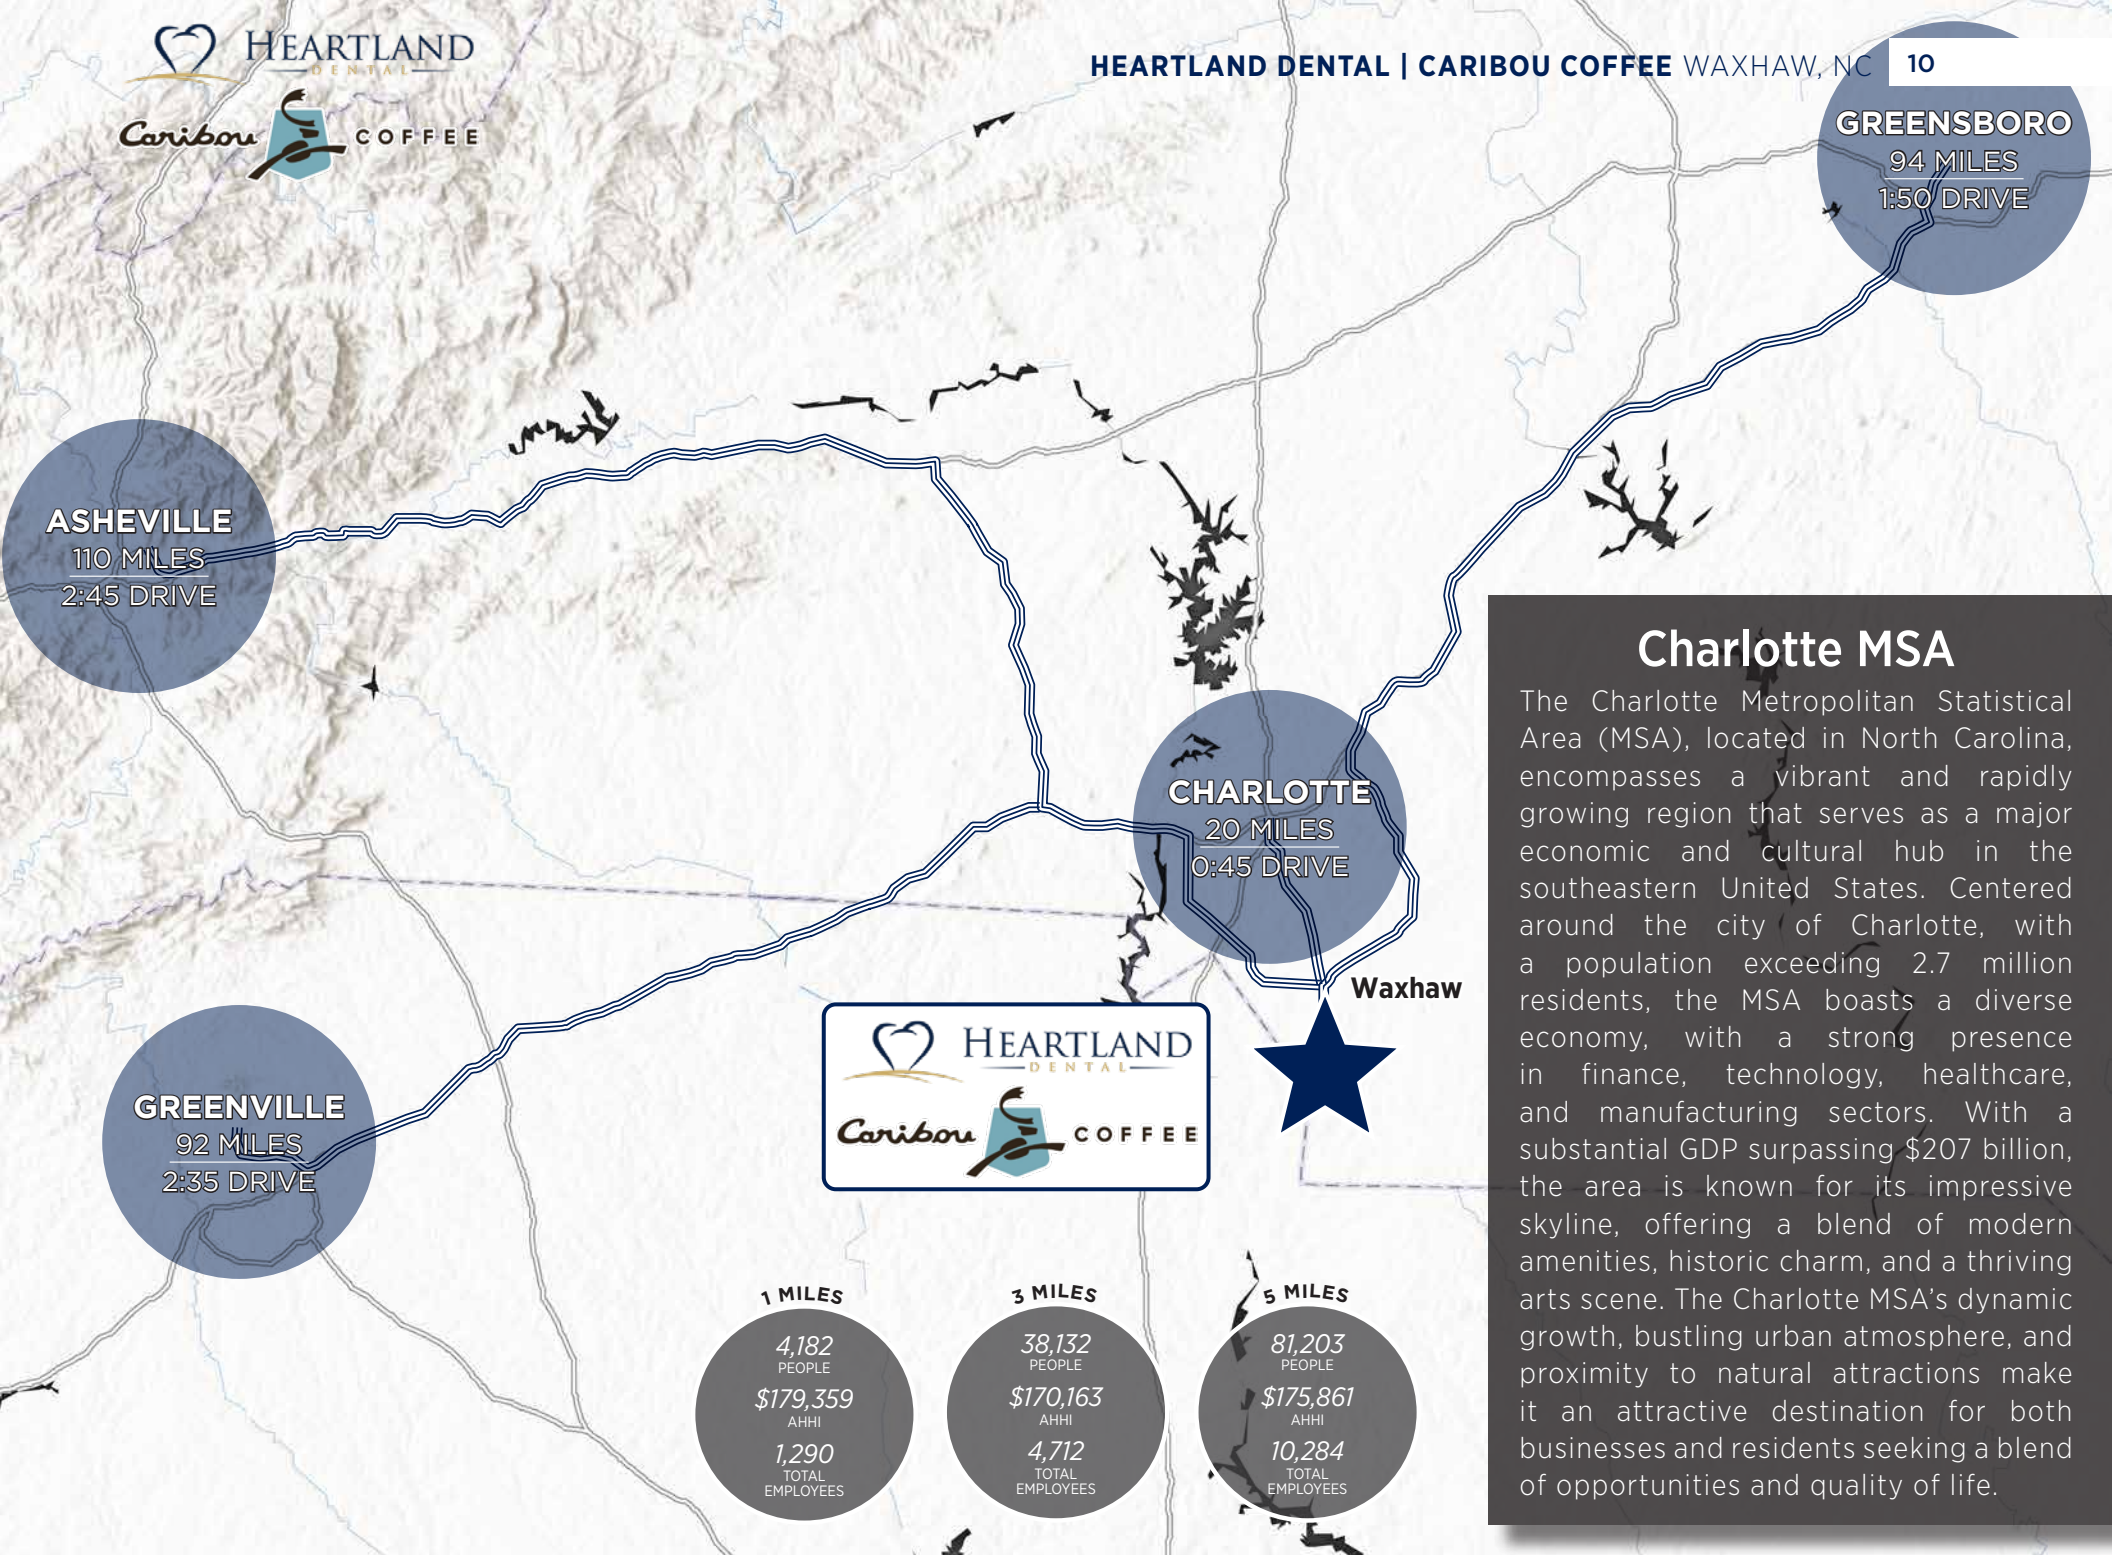 HEARTLAND
DENTAL
Caribou COFFEE
HEARTLAND DENTAL | CARIBOU COFFEE WAXHAW, NC 10
GREENSBORO
94 MILES
1:50 DRIVE
ASHEVILLE
110 MILES
2:45 DRIVE
CHARLOTTE
20 MILES
0:45 DRIVE
Waxhaw
HEARTLAND
DENTAL
Caribou COFFEE
GREENVILLE
92 MILES
2:35 DRIVE
1 MILES
4,182
PEOPLE
$179,359
AHHI
1,290
TOTAL
EMPLOYEES
3 MILES
38,132
PEOPLE
$170,163
AHHI
4,712
TOTAL
EMPLOYEES
5 MILES
81,203
PEOPLE
$175,861
AHHI
10,284
TOTAL
EMPLOYEES
Charlotte MSA
The Charlotte Metropolitan Statistical
Area (MSA), located in North Carolina,
encompasses a vibrant and rapidly
growing region that serves as a major
economic and cultural hub in the
southeastern United States. Centered
around the city of Charlotte, with
a population exceeding 2.7 million
residents, the MSA boasts a diverse
economy, with a strong presence
in finance, technology, healthcare,
and manufacturing sectors. With a
substantial GDP surpassing $207 billion,
the area is known for its impressive
skyline, offering a blend of modern
amenities, historic charm, and a thriving
arts scene. The Charlotte MSA's dynamic
growth, bustling urban atmosphere, and
proximity to natural attractions make
it an attractive destination for both
businesses and residents seeking a blend
of opportunities and quality of life.